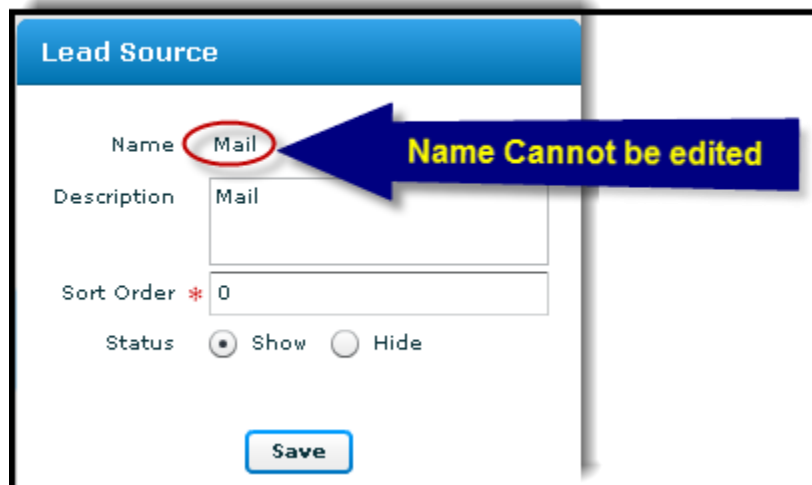 Lead Source
Name Mail
Name Cannot be edited
Description Mail
Sort Order * 0
Status Show Hide
Save